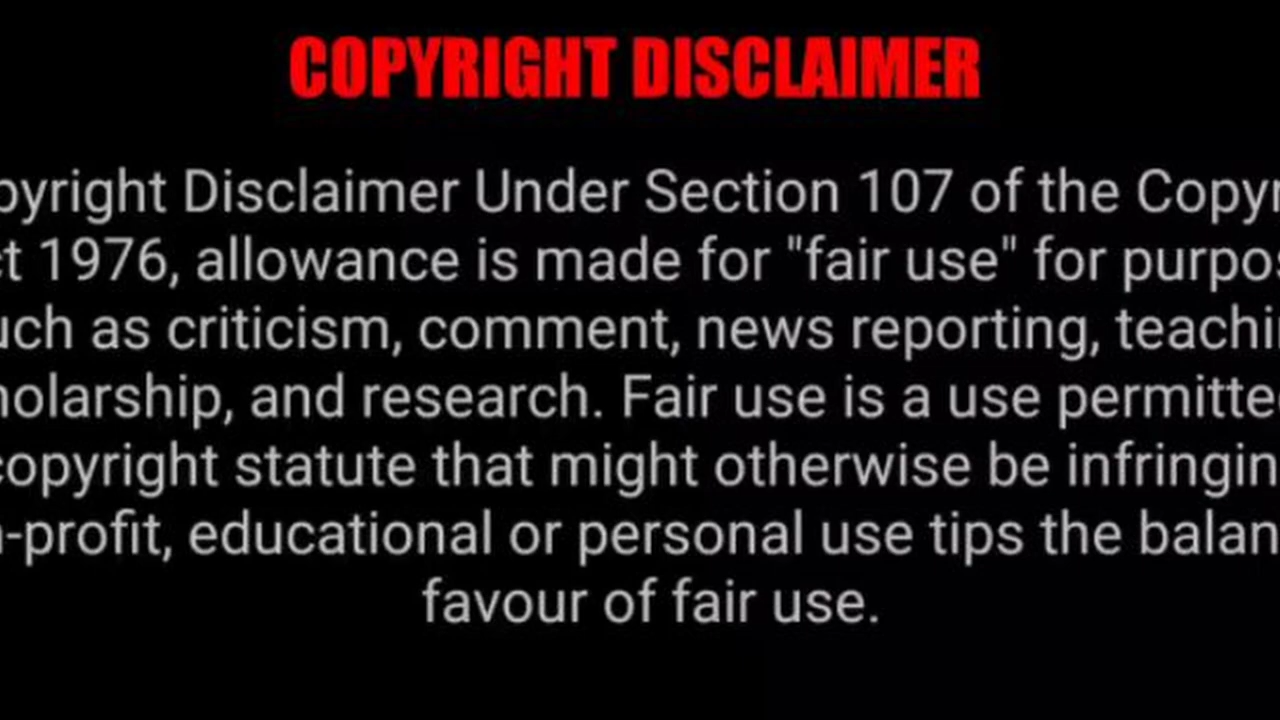 COPYRIGHT DISCLAIMER
pyright Disclaimer Under Section 107 of the Copyr
ct 1976, allowance is made for "fair use" for purpos
uch as criticism, comment, news reporting, teachi
holarship, and research. Fair use is a use permitte
copyright statute that might otherwise be infringin
-profit, educational or personal use tips the balan
favour of fair use.